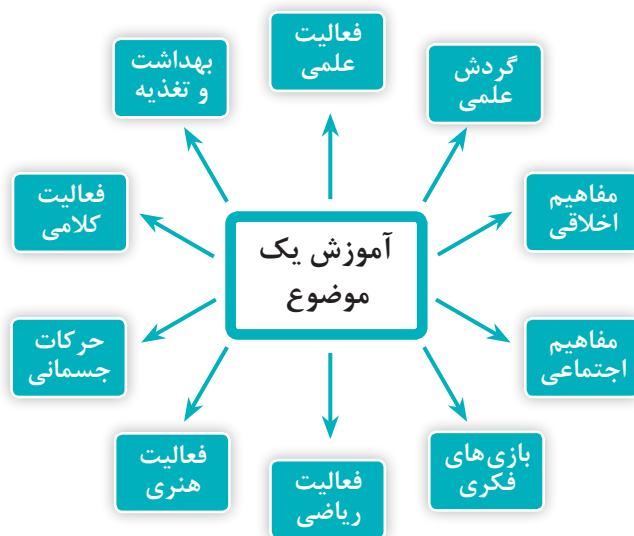 فعالیت
علمی
گردش
علمی
بهداشت
و تغذیه
مفاهیم
اخلاقی
فعالیت
کلامی
آموزش یک
موضوع
مفاهیم
اجتماعی
حرکات
جسمانی
بازی‌های
فکری
فعالیت
هنری
فعالیت
ریاضی